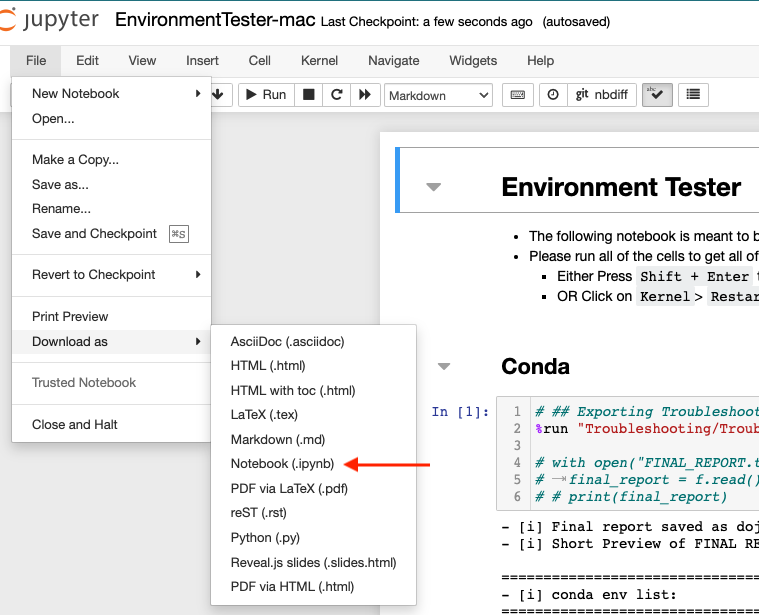 jupyter EnvironmentTester-mac Last Checkpoint: a few seconds ago (autosaved)
File Edit View Insert Cell Kernel Navigate Widgets Help
Run Markdown git nbdiff abc
New Notebook
Open...
Make a Copy...
Save as...
Rename...
Save and Checkpoint ⌘S
Revert to Checkpoint
Print Preview
Download as
Trusted Notebook
Close and Halt
AsciiDoc (.asciidoc)
HTML (.html)
HTML with toc (.html)
LaTeX (.tex)
Markdown (.md)
Notebook (.ipynb)
PDF via LaTeX (.pdf)
reST (.rst)
Python (.py)
Reveal.js slides (.slides.html)
PDF via HTML (.html)
Environment Tester
• The following notebook is meant to
• Please run all of the cells to get all of
▪ Either Press Shift + Enter
▪ OR Click on Kernel >
Conda
In [1]:
1 # ## Exporting
2 %run "Troubleshooting/
3
4 # with open("FINAL_REPORT.
5 # →final_report = f.read()
6 # # print(final_report)
- [i] Final report saved as
- [i] Short Preview of FINAL
================================
- [i] conda env list:
================================